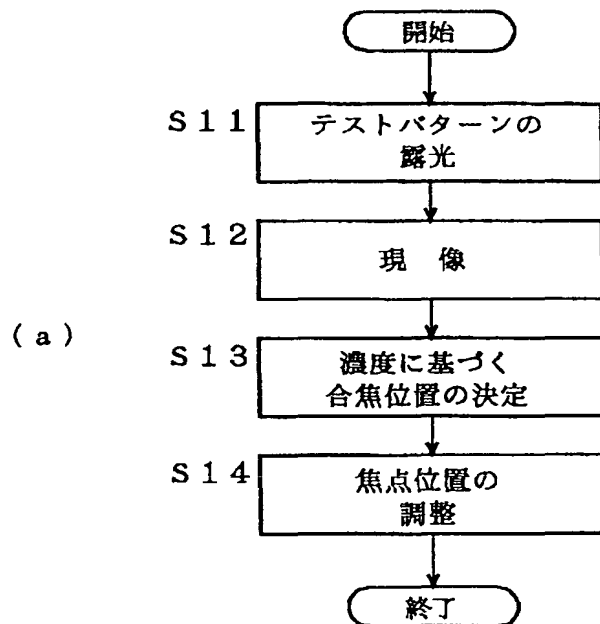 開始
S11
テストパターンの
露光
S12
現 像
(a)
S13
濃度に基づく
合焦位置の決定
S14
焦点位置の
調整
終了